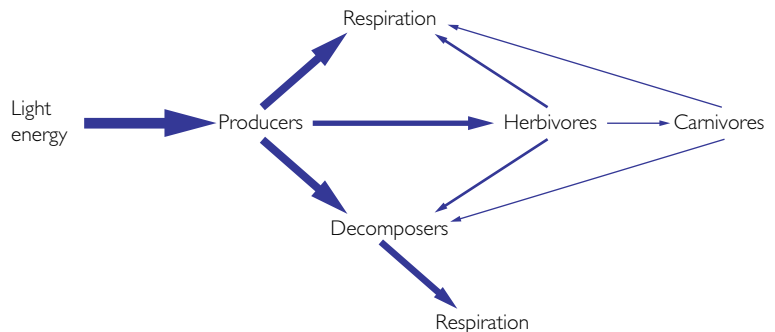 Respiration
Light
energy
Producers
Herbivores
Carnivores
Decomposers
Respiration